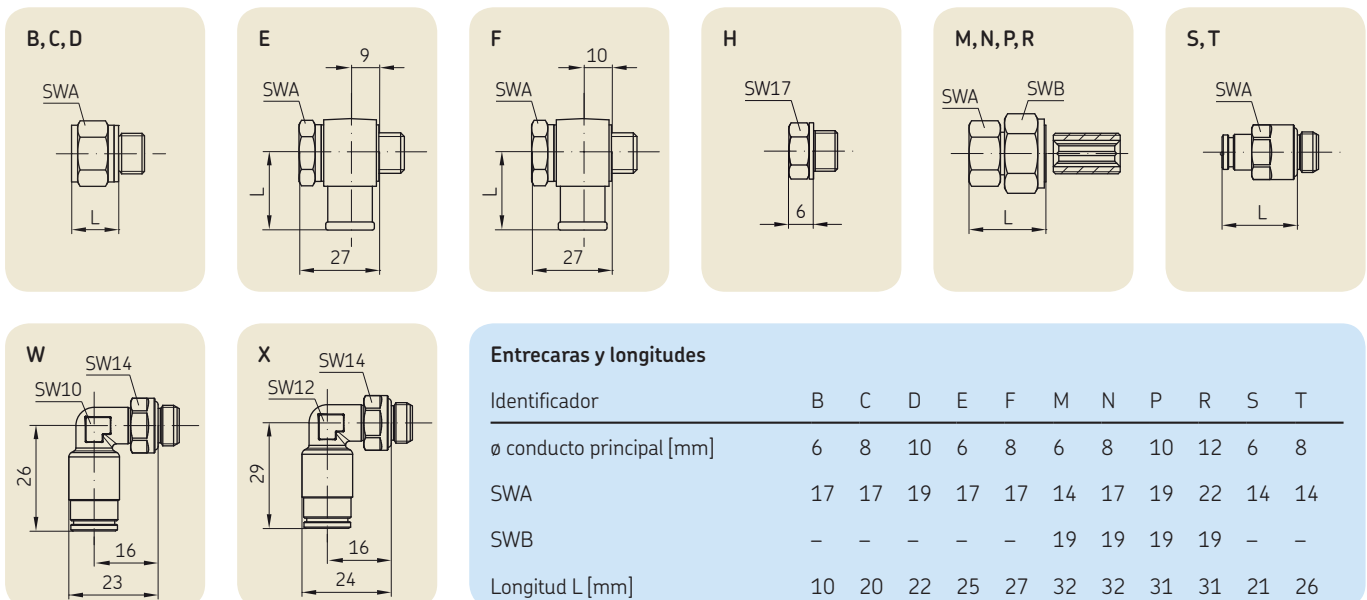 B, C, D
SWA
L
E
9
SWA
L
27
F
10
SWA
L
27
H
SW17
6
M, N, P, R
SWA
SWB
L
S, T
SWA
L
W
SW14
SW10
26
16
23
X
SW14
SW12
29
16
24
Entrecaras y longitudes
Identificador B C D E F M N P R S T
ø conducto principal [mm] 6 8 10 6 8 6 8 10 12 6 8
SWA 17 17 19 17 17 14 17 19 22 14 14
SWB – – – – – 19 19 19 19 – –
Longitud L [mm] 10 20 22 25 27 32 32 31 31 21 26